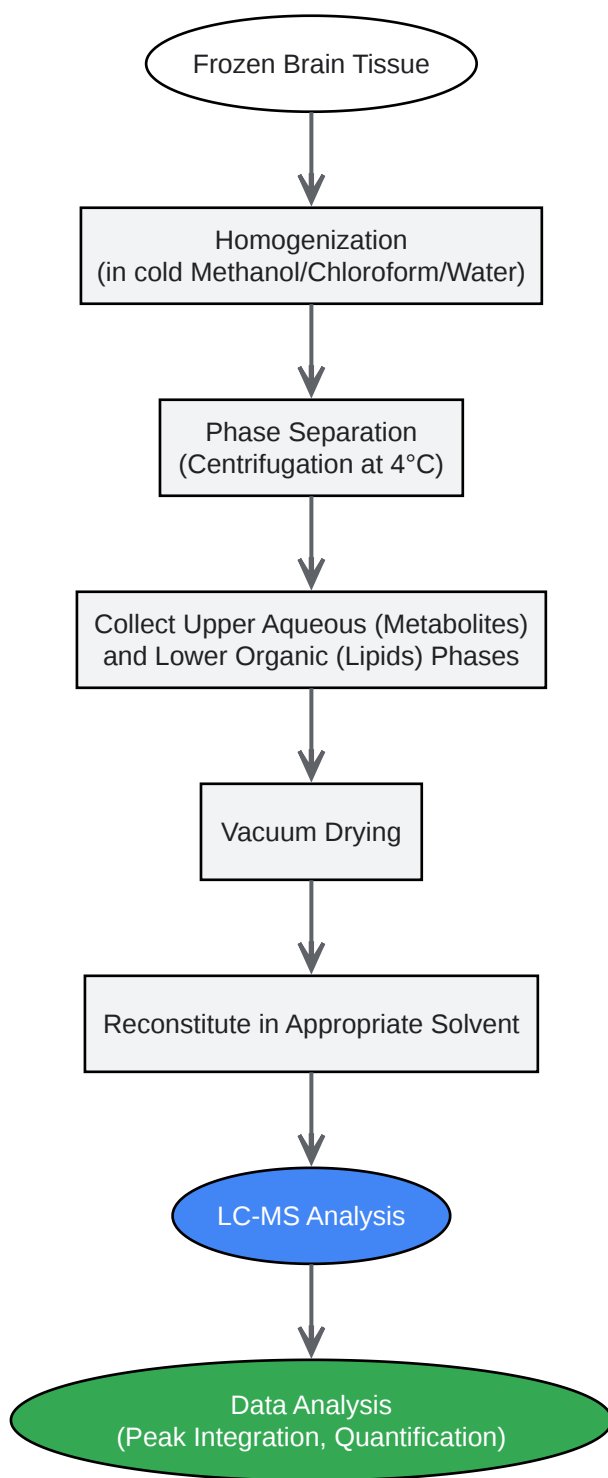 Frozen Brain Tissue
Homogenization
(in cold Methanol/Chloroform/Water)
Phase Separation
(Centrifugation at 4°C)
Collect Upper Aqueous (Metabolites)
and Lower Organic (Lipids) Phases
Vacuum Drying
Reconstitute in Appropriate Solvent
LC-MS Analysis
Data Analysis
(Peak Integration, Quantification)